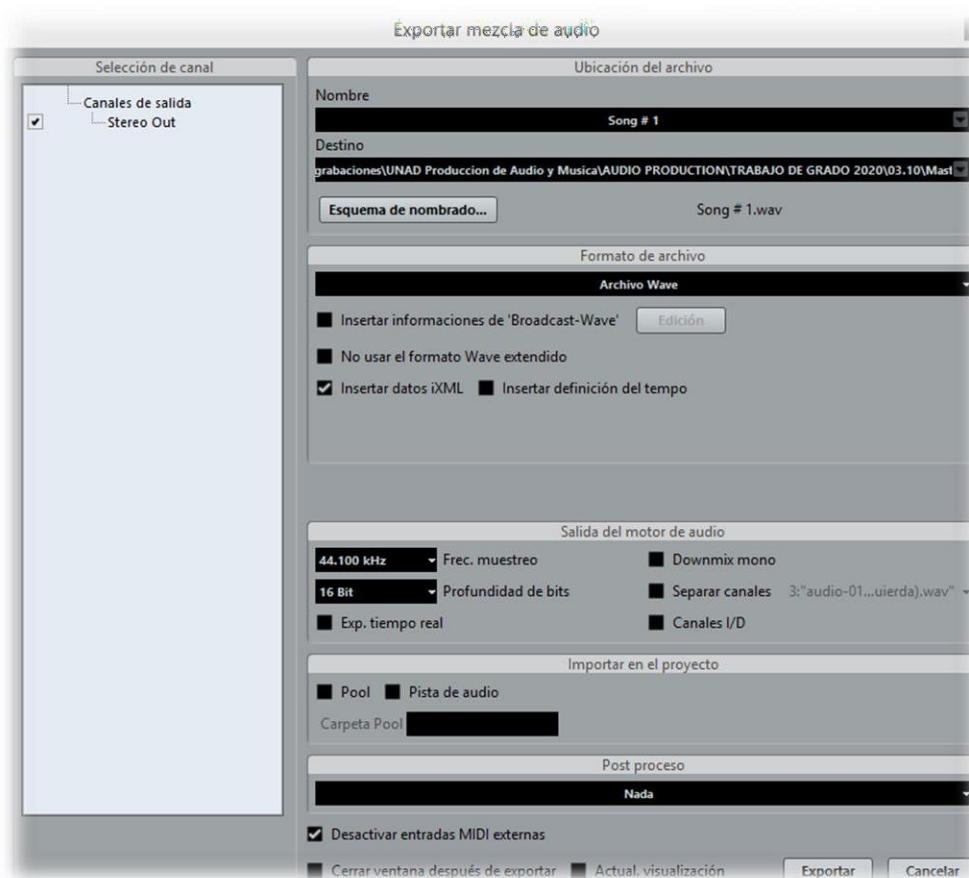 Exportar mezcla de audio
Selección de canal
Canales de salida
Stereo Out
Ubicación del archivo
Nombre
Song # 1
Destino
grabaciones\UNAD Produccion de Audio y Musica\AUDIO PRODUCTION\TRABAJO DE GRADO 2020\03.10\Mast
Esquema de nombrado... Song # 1.wav
Formato de archivo
Archivo Wave
Insertar informaciones de 'Broadcast-Wave' Edición
No usar el formato Wave extendido
Insertar datos iXML Insertar definición del tempo
Salida del motor de audio
44.100 kHz Frec. muestreo Downmix mono
16 Bit Profundidad de bits Separar canales 3:"audio-01...uierda).wav"
Exp. tiempo real Canales I/D
Importar en el proyecto
Pool Pista de audio
Carpeta Pool
Post proceso
Nada
Desactivar entradas MIDI externas
Cerrar ventana después de exportar Actual. visualización Exportar Cancelar